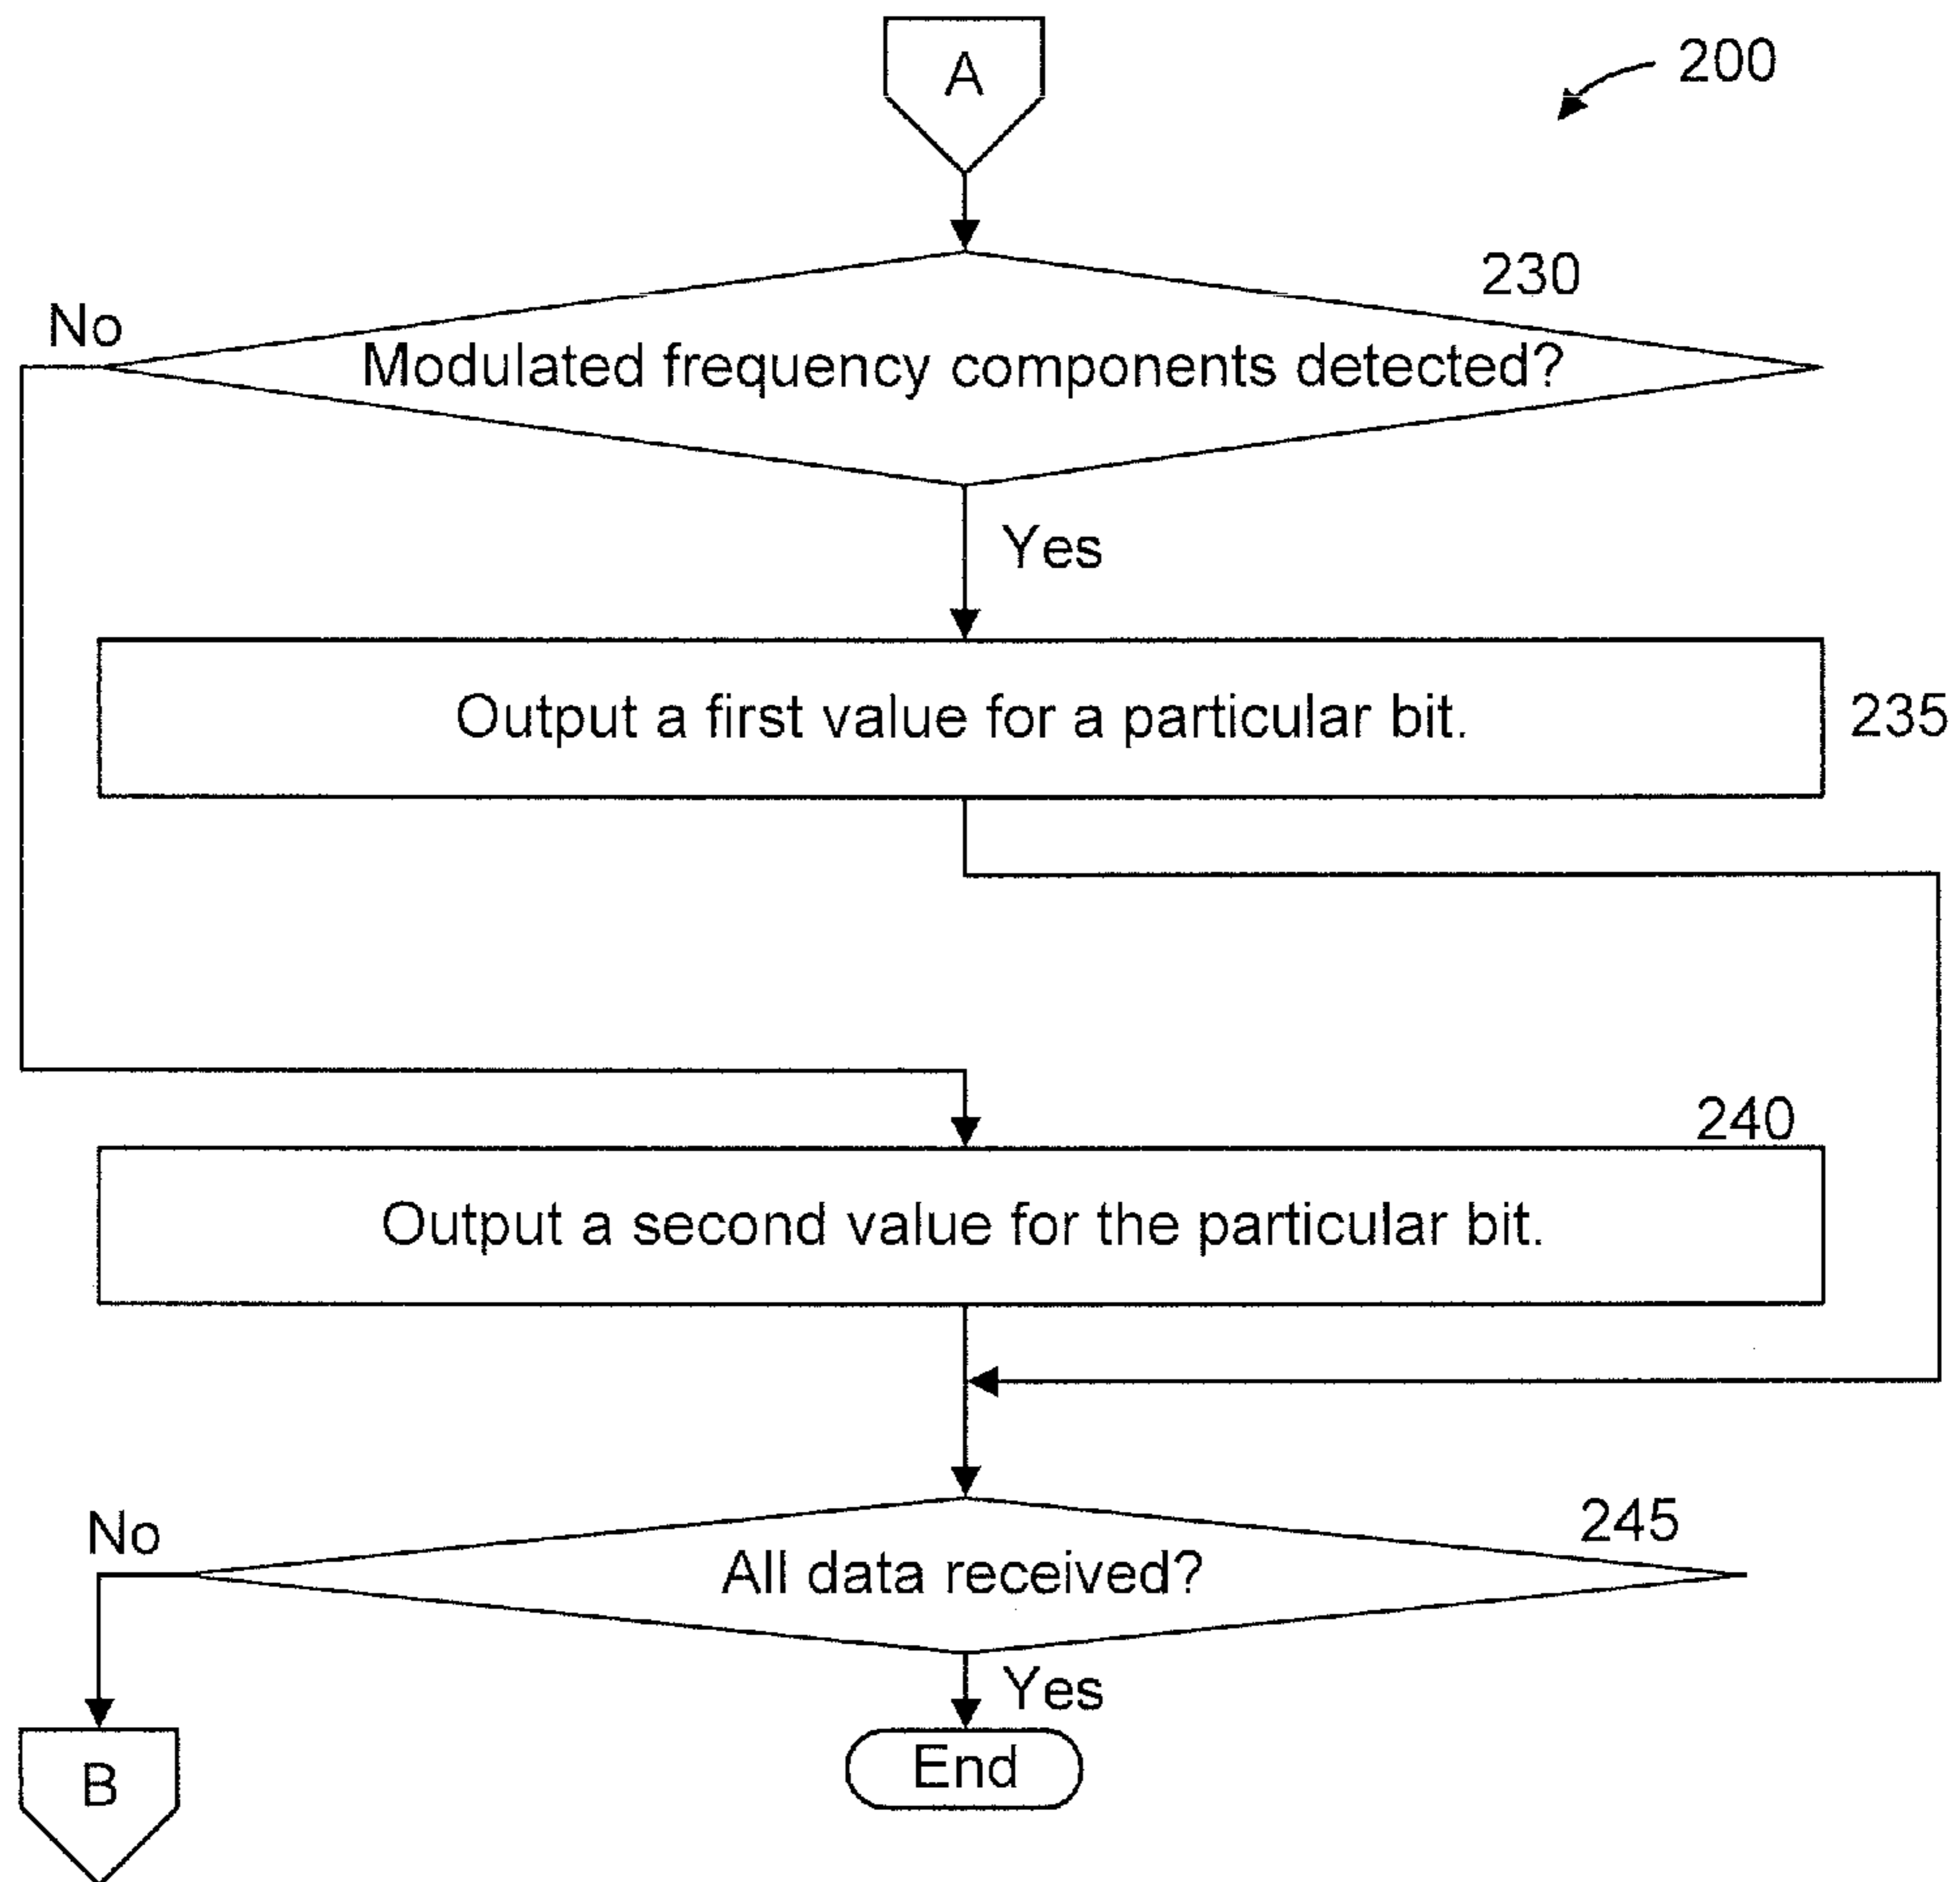 A
200
230
No
Modulated frequency components detected?
Yes
Output a first value for a particular bit.
235
240
Output a second value for the particular bit.
No
245
All data received?
Yes
End
B